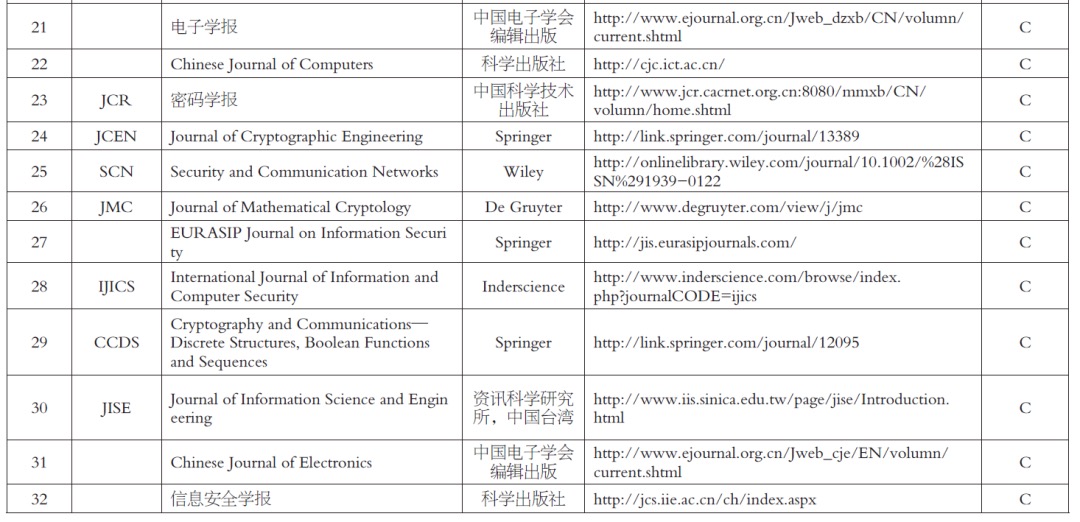 21 电子学报 中国电子学会 http://www.ejournal.org.cn/Jweb_dzxb/CN/volumn/ C
编辑出版 current.shtml
22 Chinese Journal of Computers 科学出版社 http://cjc.ict.ac.cn/ C
23 JCR 密码学报 中国科学技术 http://www.jcr.cacrnet.org.cn:8080/mmxb/CN/ C
出版社 volumn/home.shtml
24 JCEN Journal of Cryptographic Engineering Springer http://link.springer.com/journal/13389 C
25 SCN Security and Communication Networks Wiley http://onlinelibrary.wiley.com/journal/10.1002/%28IS C
SN%291939-0122
26 JMC Journal of Mathematical Cryptology De Gruyter http://www.degruyter.com/view/j/jmc C
27 EURASIP Journal on Information Securi Springer http://jis.eurasipjournals.com/ C
ty
28 IJICS International Journal of Information and Inderscience http://www.inderscience.com/browse/index. C
Computer Security php?journalCODE=ijics
29 CCDS Cryptography and Communications— Springer http://link.springer.com/journal/12095 C
Discrete Structures, Boolean Functions
and Sequences
30 JISE Journal of Information Science and Engin 资讯科学研究 http://www.iis.sinica.edu.tw/page/jise/Introduction. C
eering 所，中国台湾 html
31 Chinese Journal of Electronics 中国电子学会 http://www.ejournal.org.cn/Jweb_cje/EN/volumn/ C
编辑出版 current.shtml
32 信息安全学报 科学出版社 http://jcs.iie.ac.cn/ch/index.aspx C